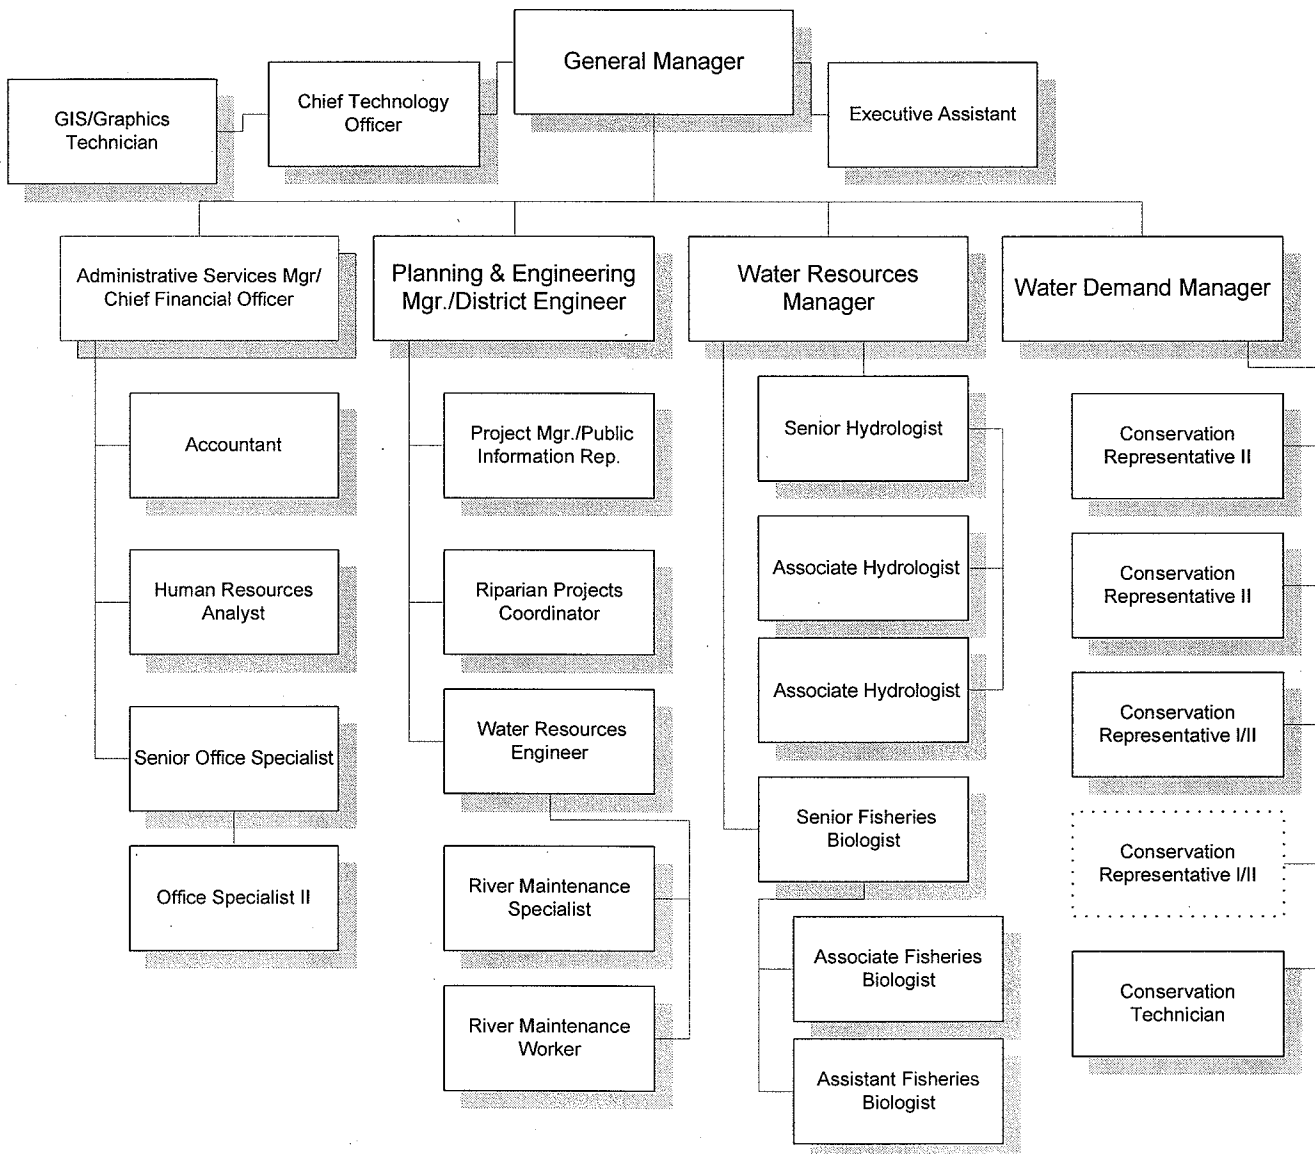 General Manager
Chief Technology
Officer
GIS/Graphics
Technician
Executive Assistant
Administrative Services Mgr/
Chief Financial Officer
Planning & Engineering
Mgr./District Engineer
Water Resources
Manager
Water Demand Manager
Accountant
Human Resources
Analyst
Senior Office Specialist
Office Specialist II
Project Mgr./Public
Information Rep.
Riparian Projects
Coordinator
Water Resources
Engineer
River Maintenance
Specialist
River Maintenance
Worker
Senior Hydrologist
Associate Hydrologist
Associate Hydrologist
Senior Fisheries
Biologist
Associate Fisheries
Biologist
Assistant Fisheries
Biologist
Conservation
Representative II
Conservation
Representative II
Conservation
Representative I/II
Conservation
Representative I/II
Conservation
Technician